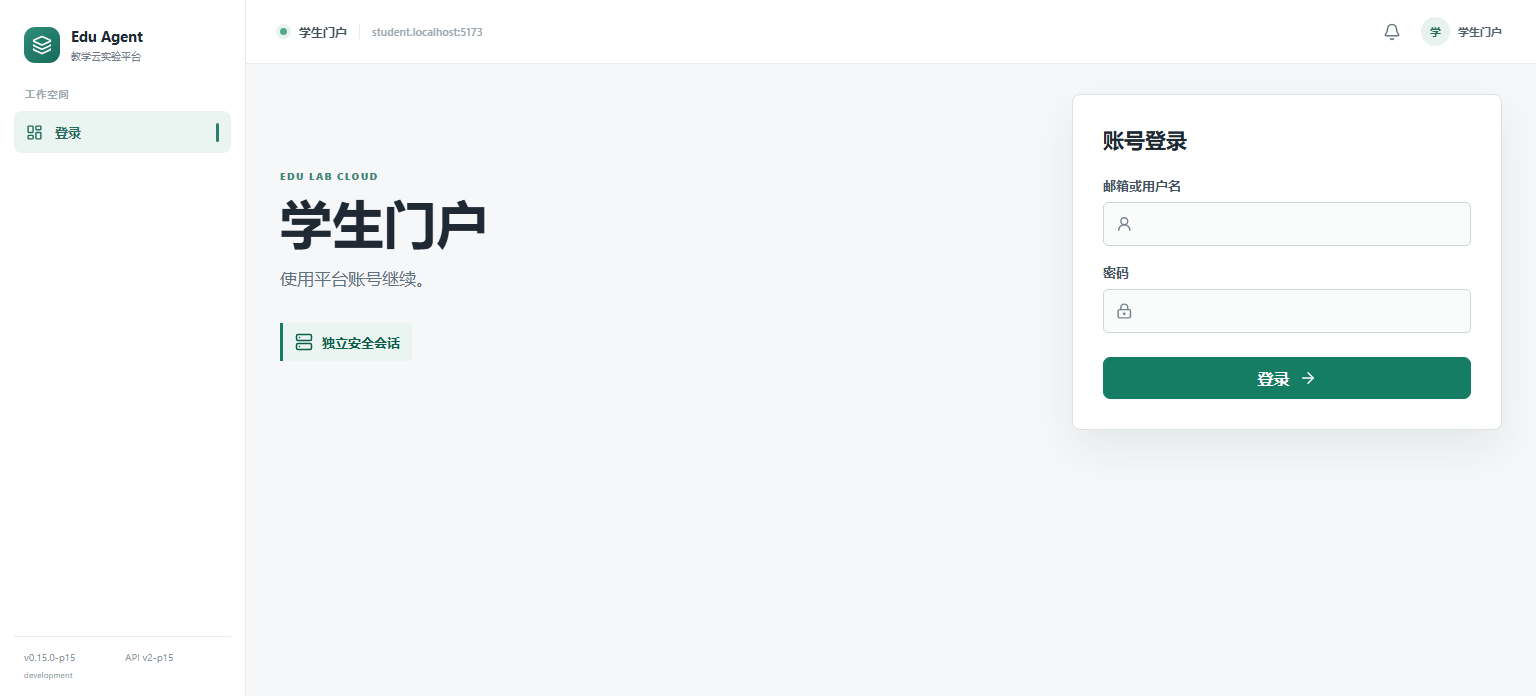 Edu Agent
教学云实验平台
工作空间
登录
v0.15.0-p15
API v2-p15
development
学生门户
student.localhost:5173
学
学生门户
EDU LAB CLOUD
学生门户
使用平台账号继续。
独立安全会话
账号登录
邮箱或用户名
密码
登录